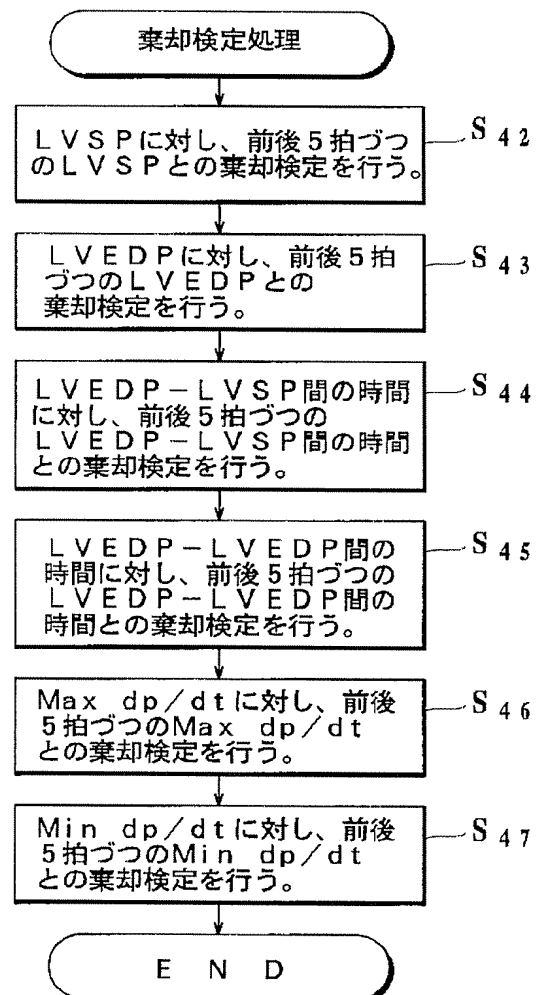 棄却検定処理
LVSPに対し、前後5拍づつ
のLVSPとの棄却検定を行う。
S42
LVEDPに対し、前後5拍
づつのLVEDPとの
棄却検定を行う。
S43
LVEDP－LVSP間の時間
に対し、前後5拍づつの
LVEDP－LVSP間の時間
との棄却検定を行う。
S44
LVEDP－LVEDP間の
時間に対し、前後5拍づつの
LVEDP－LVEDP間の
時間との棄却検定を行う。
S45
Max dp/dtに対し、前後
5拍づつのMax dp/dt
との棄却検定を行う。
S46
Min dp/dtに対し、前後
5拍づつのMin dp/dt
との棄却検定を行う。
S47
END